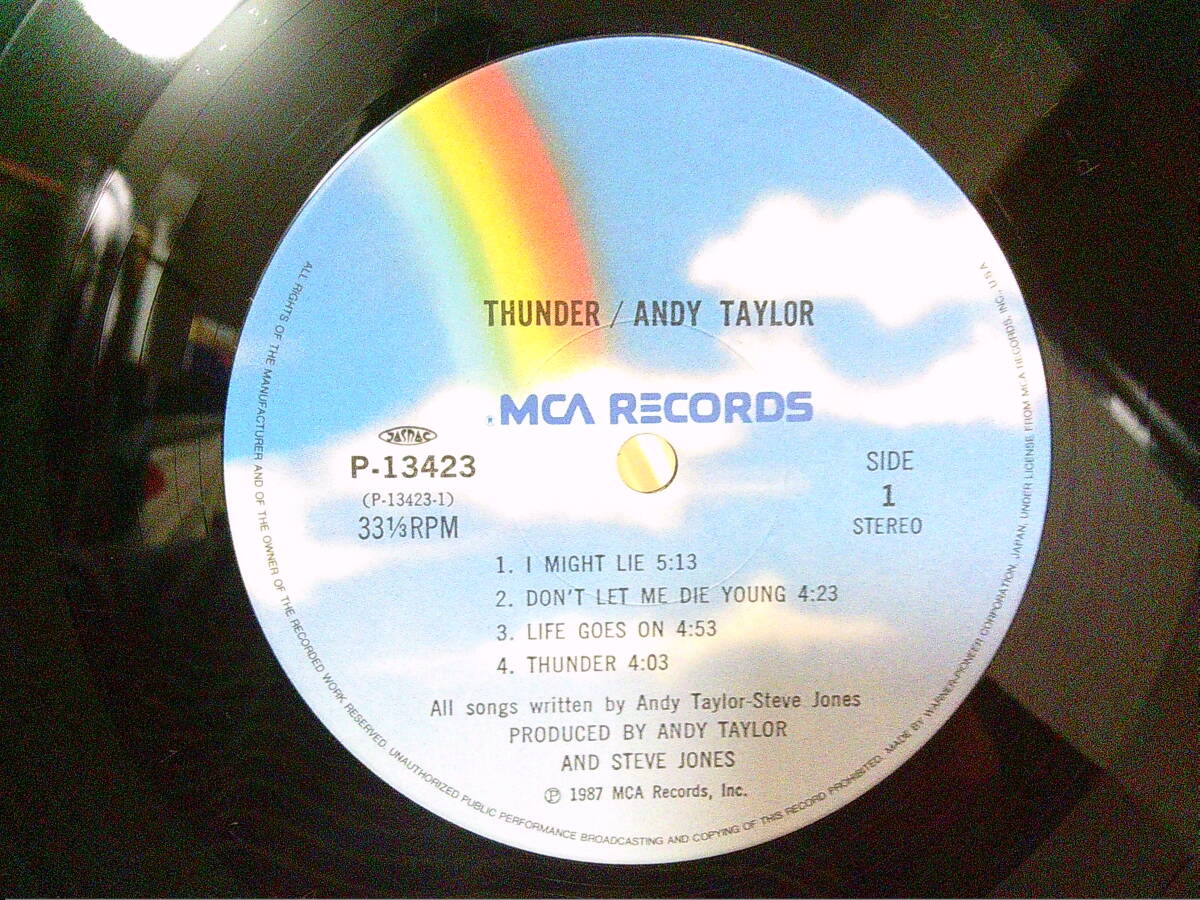 THUNDER / ANDY TAYLOR
MCA RECORDS
JASRAC
P-13423
(P-13423-1)
33 1/3 RPM
SIDE
1
STEREO
1. I MIGHT LIE 5:13
2. DON'T LET ME DIE YOUNG 4:23
3. LIFE GOES ON 4:53
4. THUNDER 4:03
All songs written by Andy Taylor-Steve Jones
PRODUCED BY ANDY TAYLOR
AND STEVE JONES
Ⓟ 1987 MCA Records, Inc.
ALL RIGHTS OF THE MANUFACTURER AND OF THE OWNER OF THE RECORDED WORK RESERVED. UNAUTHORIZED PUBLIC PERFORMANCE BROADCASTING AND COPYING OF THIS RECORD PROHIBITED. MADE BY WARNER-PIONEER CORPORATION, JAPAN, UNDER LICENSE FROM MCA RECORDS, INC., U.S.A.